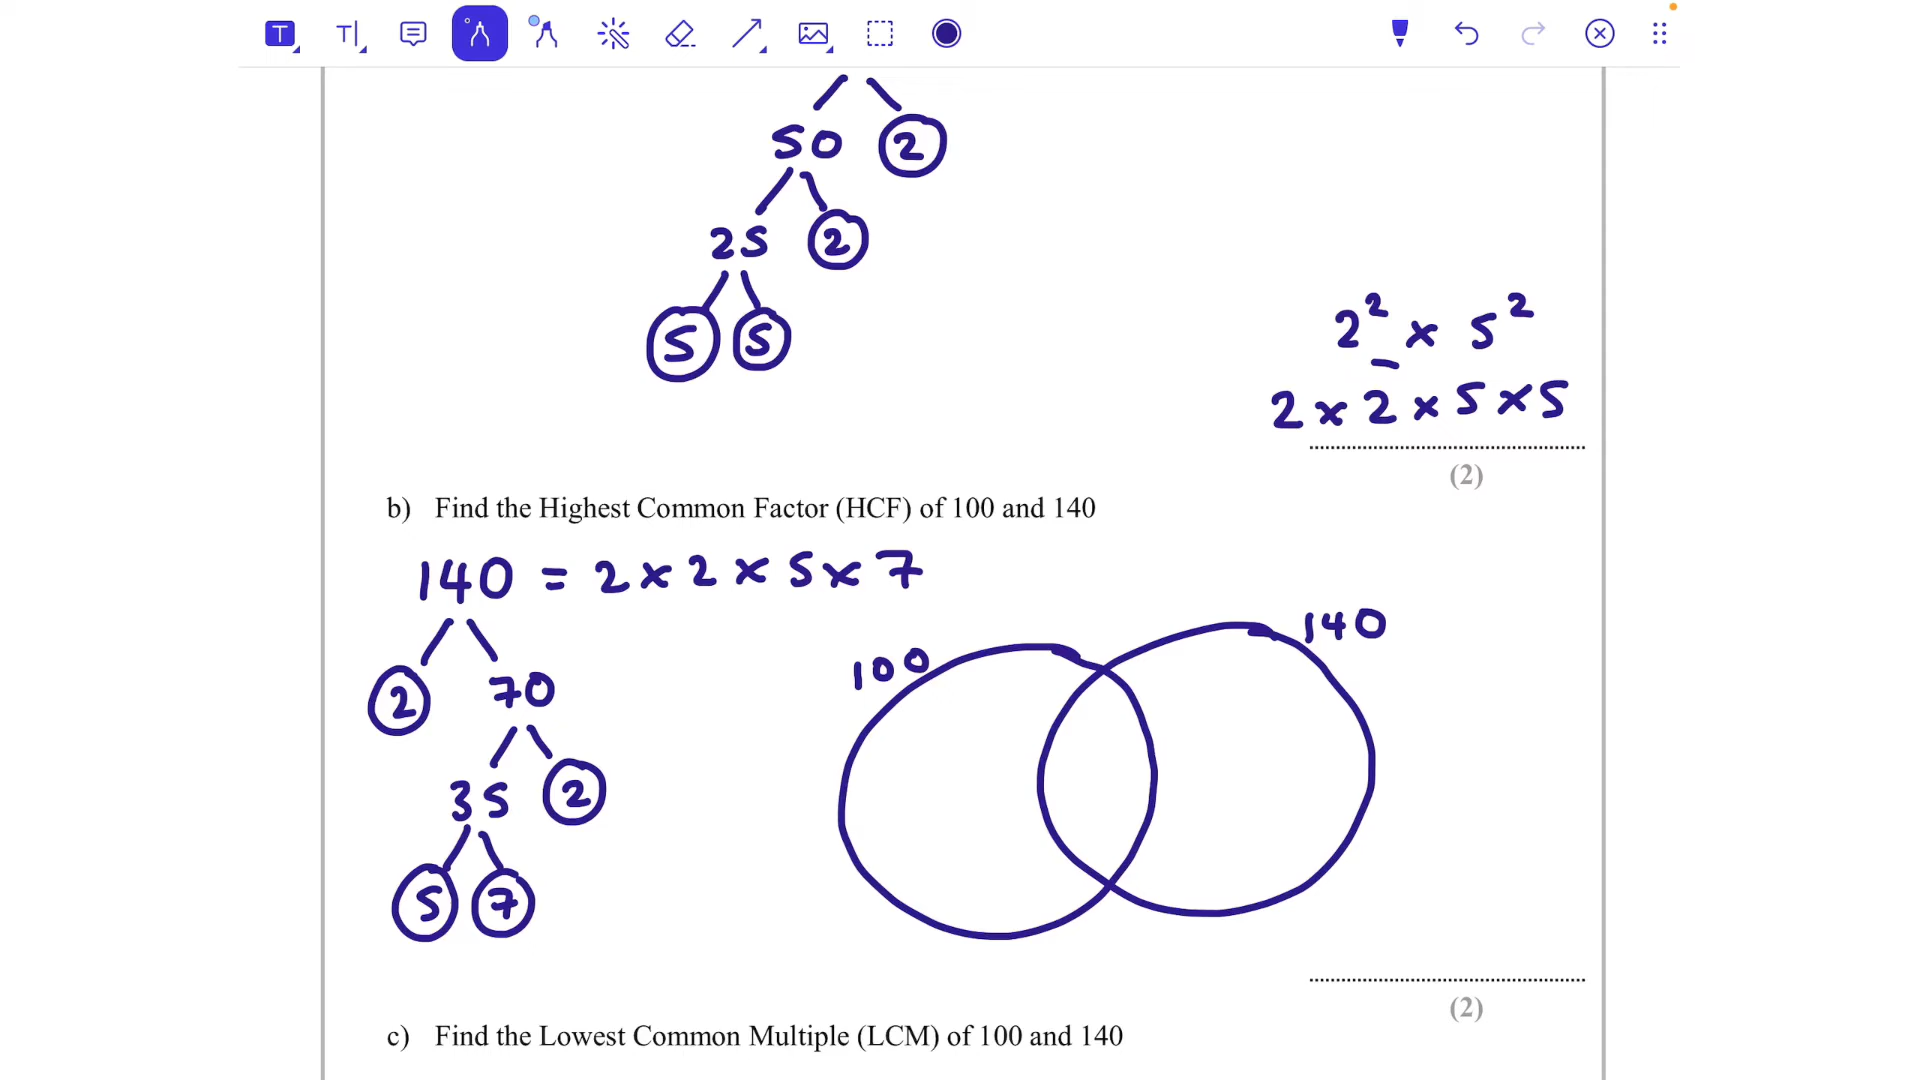 T T|
50 2
25 2
5 5
2² × 5²
2 × 2 × 5 × 5
(2)
b) Find the Highest Common Factor (HCF) of 100 and 140
140 = 2 × 2 × 5 × 7
2 70
35 2
5 7
100
140
(2)
c) Find the Lowest Common Multiple (LCM) of 100 and 140